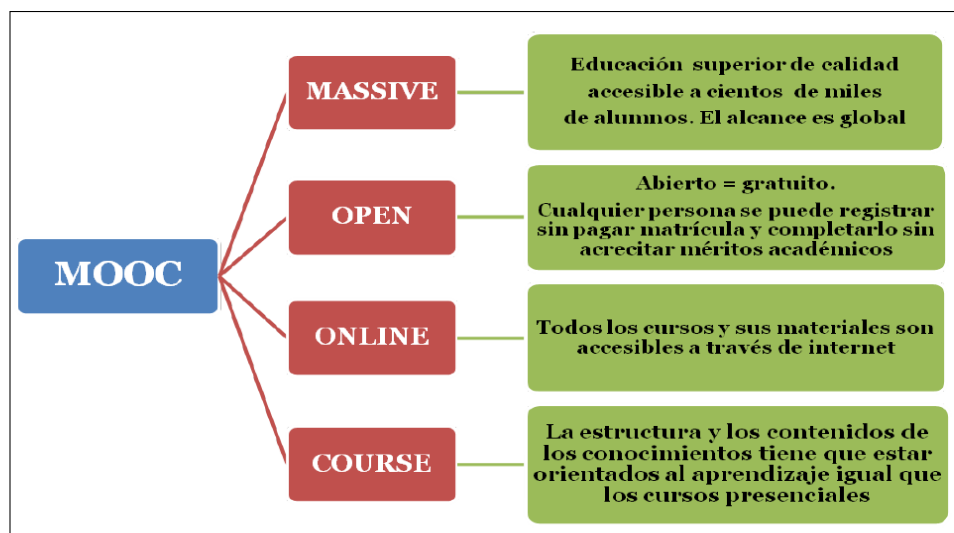 MOOC
MASSIVE
Educación superior de calidad
accesible a cientos de miles
de alumnos. El alcance es global
OPEN
Abierto = gratuito.
Cualquier persona se puede registrar
sin pagar matrícula y completarlo sin
acrecitar méritos académicos
ONLINE
Todos los cursos y sus materiales son
accesibles a través de internet
COURSE
La estructura y los contenidos de
los conocimientos tiene que estar
orientados al aprendizaje igual que
los cursos presenciales